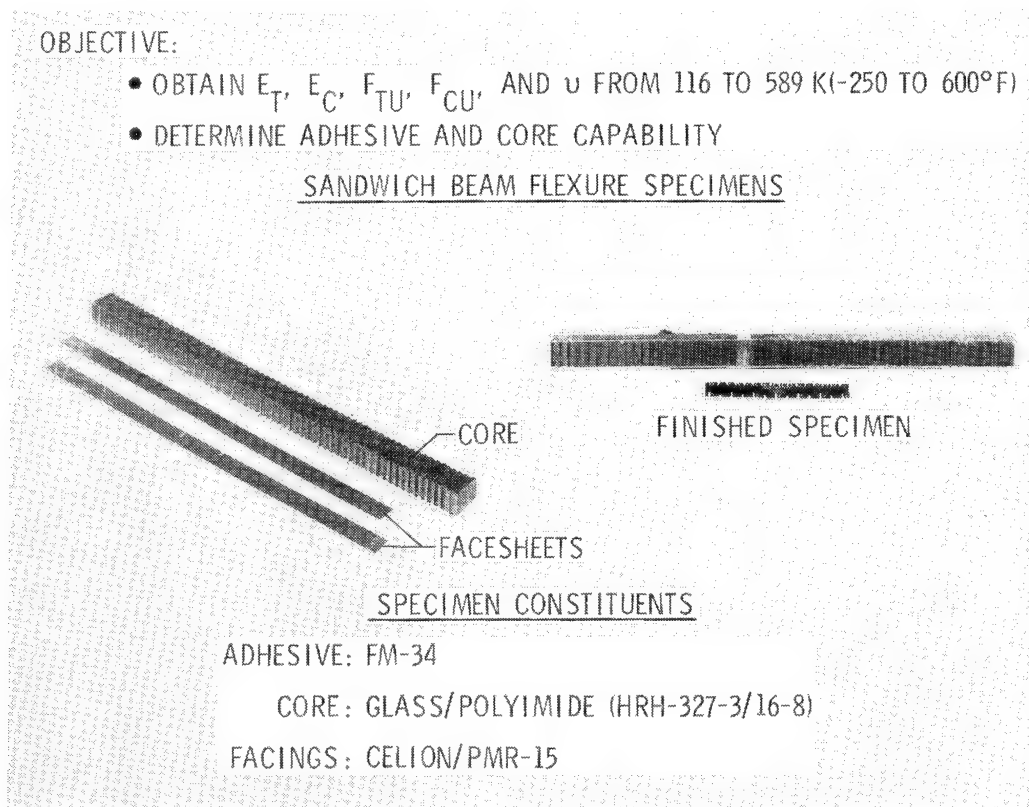 OBJECTIVE:
• OBTAIN E_T, E_C, F_TU, F_CU, AND υ FROM 116 TO 589 K(-250 TO 600°F)
• DETERMINE ADHESIVE AND CORE CAPABILITY
SANDWICH BEAM FLEXURE SPECIMENS
CORE
FACESHEETS
FINISHED SPECIMEN
SPECIMEN CONSTITUENTS
ADHESIVE: FM-34
CORE: GLASS/POLYIMIDE (HRH-327-3/16-8)
FACINGS: CELION/PMR-15